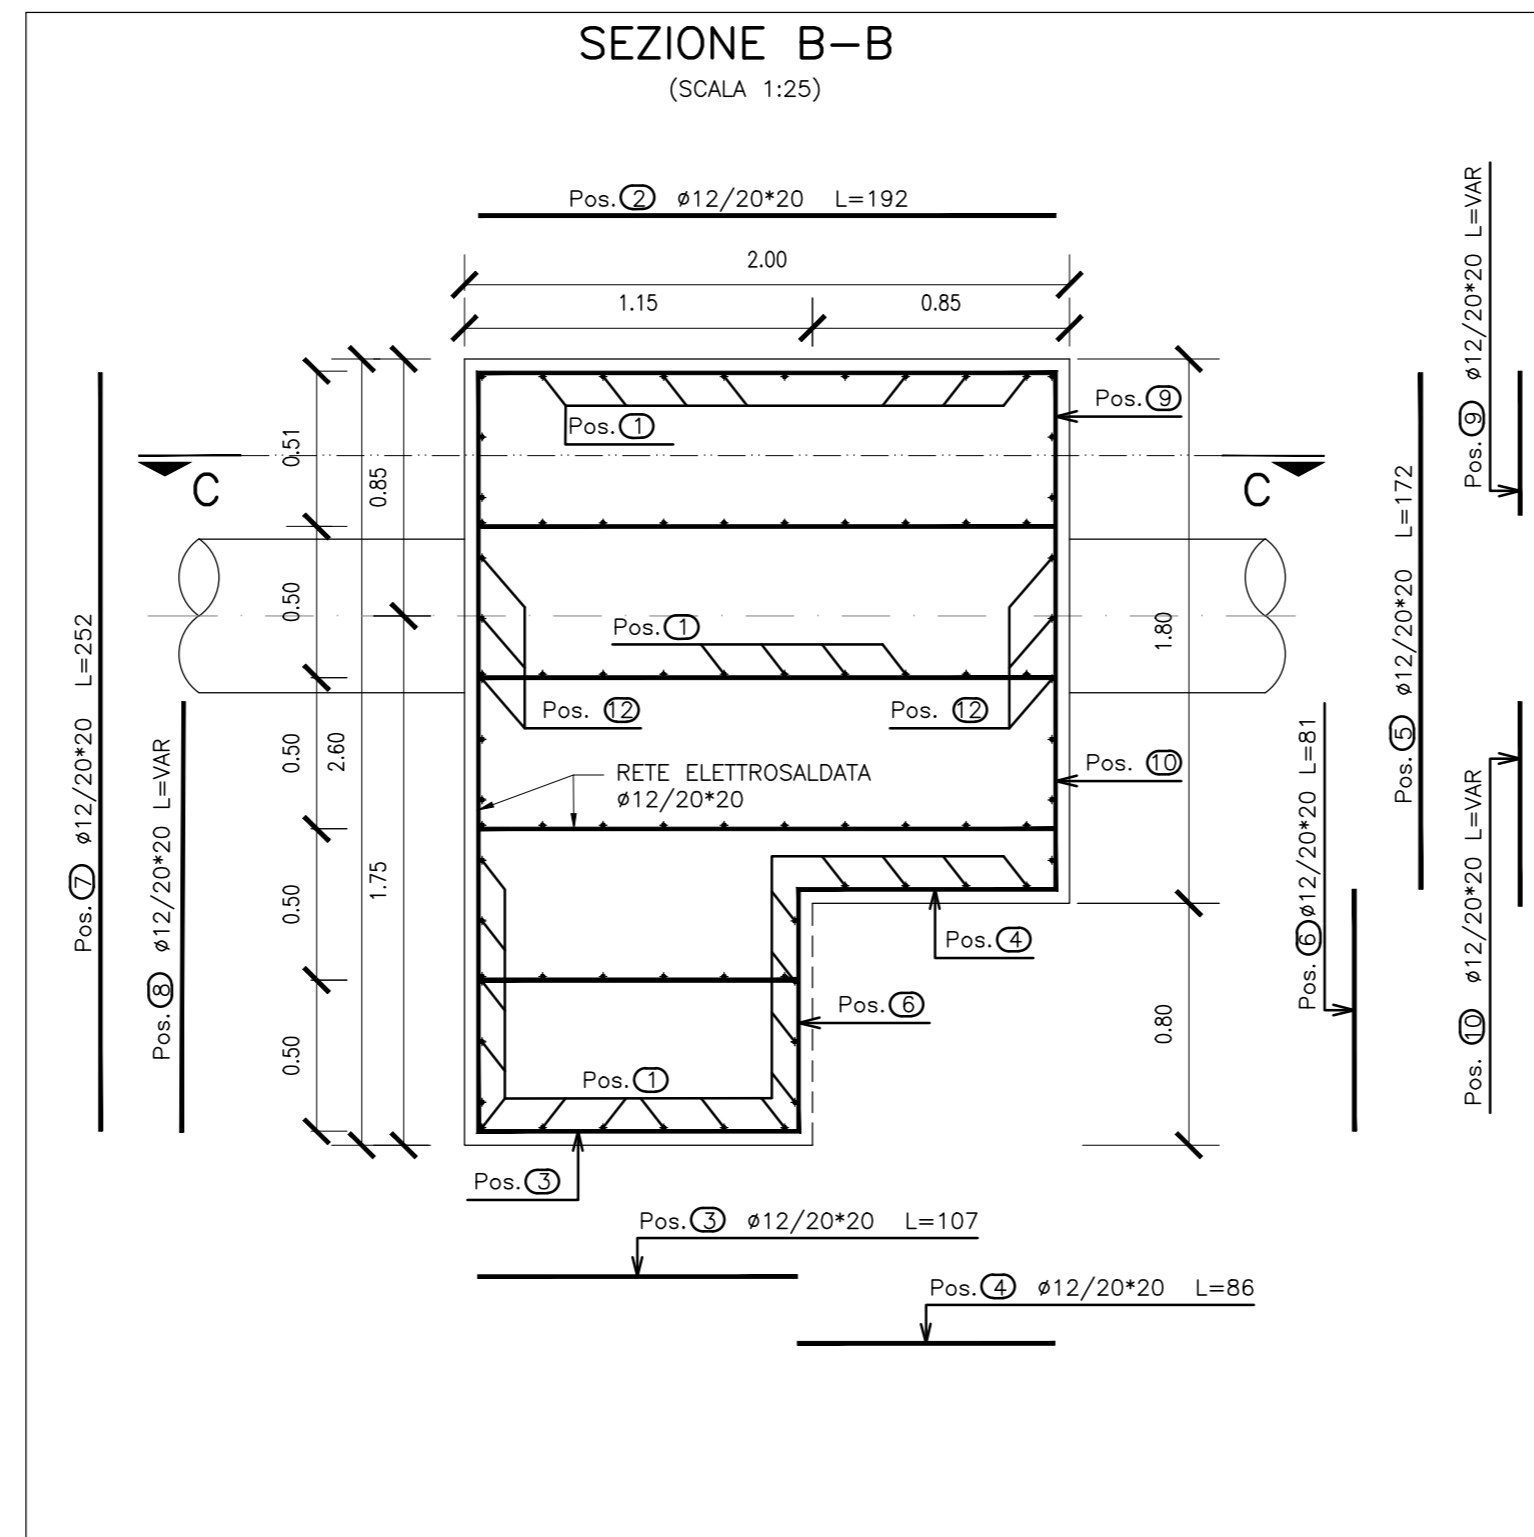 SEZIONE B-B
(SCALA 1:25)
Pos. 2 ø12/20*20 L=192
2.00
1.15
0.85
Pos. 9 ø12/20*20 L=VAR
Pos. 9
Pos. 1
0.51
0.85
C
C
Pos. 5 ø12/20*20 L=172
0.50
Pos. 1
1.80
Pos. 7 ø12/20*20 L=252
Pos. 12
Pos. 12
Pos. 8 ø12/20*20 L=VAR
0.50
2.60
RETE ELETTROSALDATA
ø12/20*20
Pos. 10
Pos. 6 ø12/20*20 L=81
Pos. 10 ø12/20*20 L=VAR
1.75
0.50
Pos. 4
Pos. 6
0.50
0.80
Pos. 1
Pos. 3
Pos. 3 ø12/20*20 L=107
Pos. 4 ø12/20*20 L=86